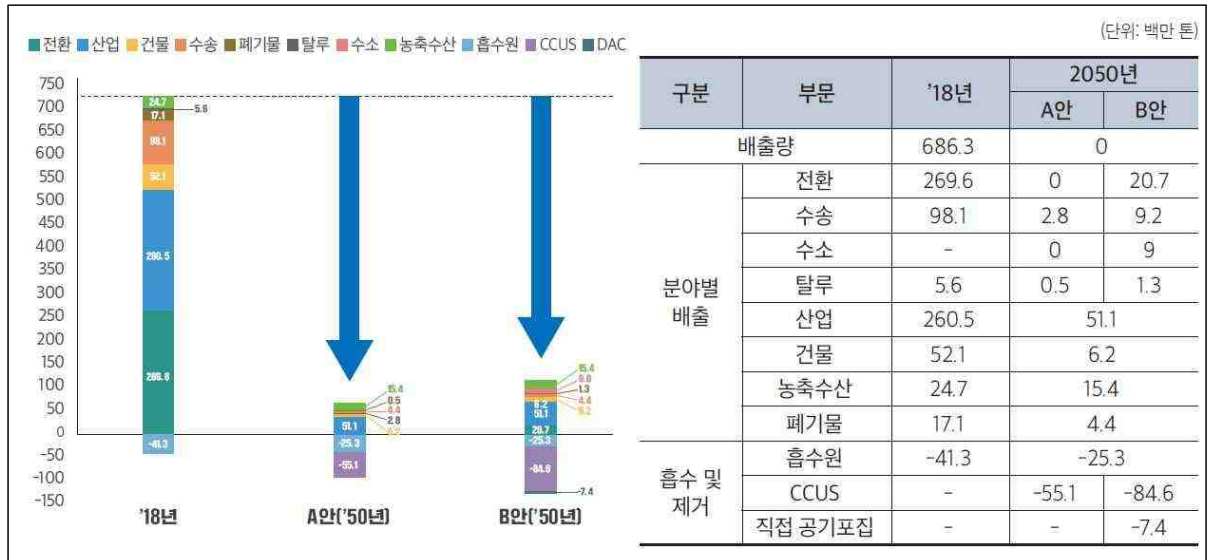 (단위: 백만 톤)
전환 산업 건물 수송 폐기물 탈루 수소 농축수산 흡수원 CCUS DAC
750
700
650
600
550
500
450
400
350
300
250
200
150
100
50
0
-50
-100
-150
24.7
5.6
17.1
98.1
52.1
260.5
269.6
-41.3
15.4
0.5
4.4
2.8
6.2
51.1
-25.3
-55.1
15.4
9.0
1.3
4.4
9.2
6.2
51.1
20.7
-25.3
-84.6
-7.4
'18년 A안('50년) B안('50년)
구분 부문 '18년 2050년
A안 B안
배출량 686.3 0
분야별 배출
전환 269.6 0 20.7
수송 98.1 2.8 9.2
수소 - 0 9
탈루 5.6 0.5 1.3
산업 260.5 51.1
건물 52.1 6.2
농축수산 24.7 15.4
폐기물 17.1 4.4
흡수 및 제거
흡수원 -41.3 -25.3
CCUS - -55.1 -84.6
직접 공기포집 - - -7.4